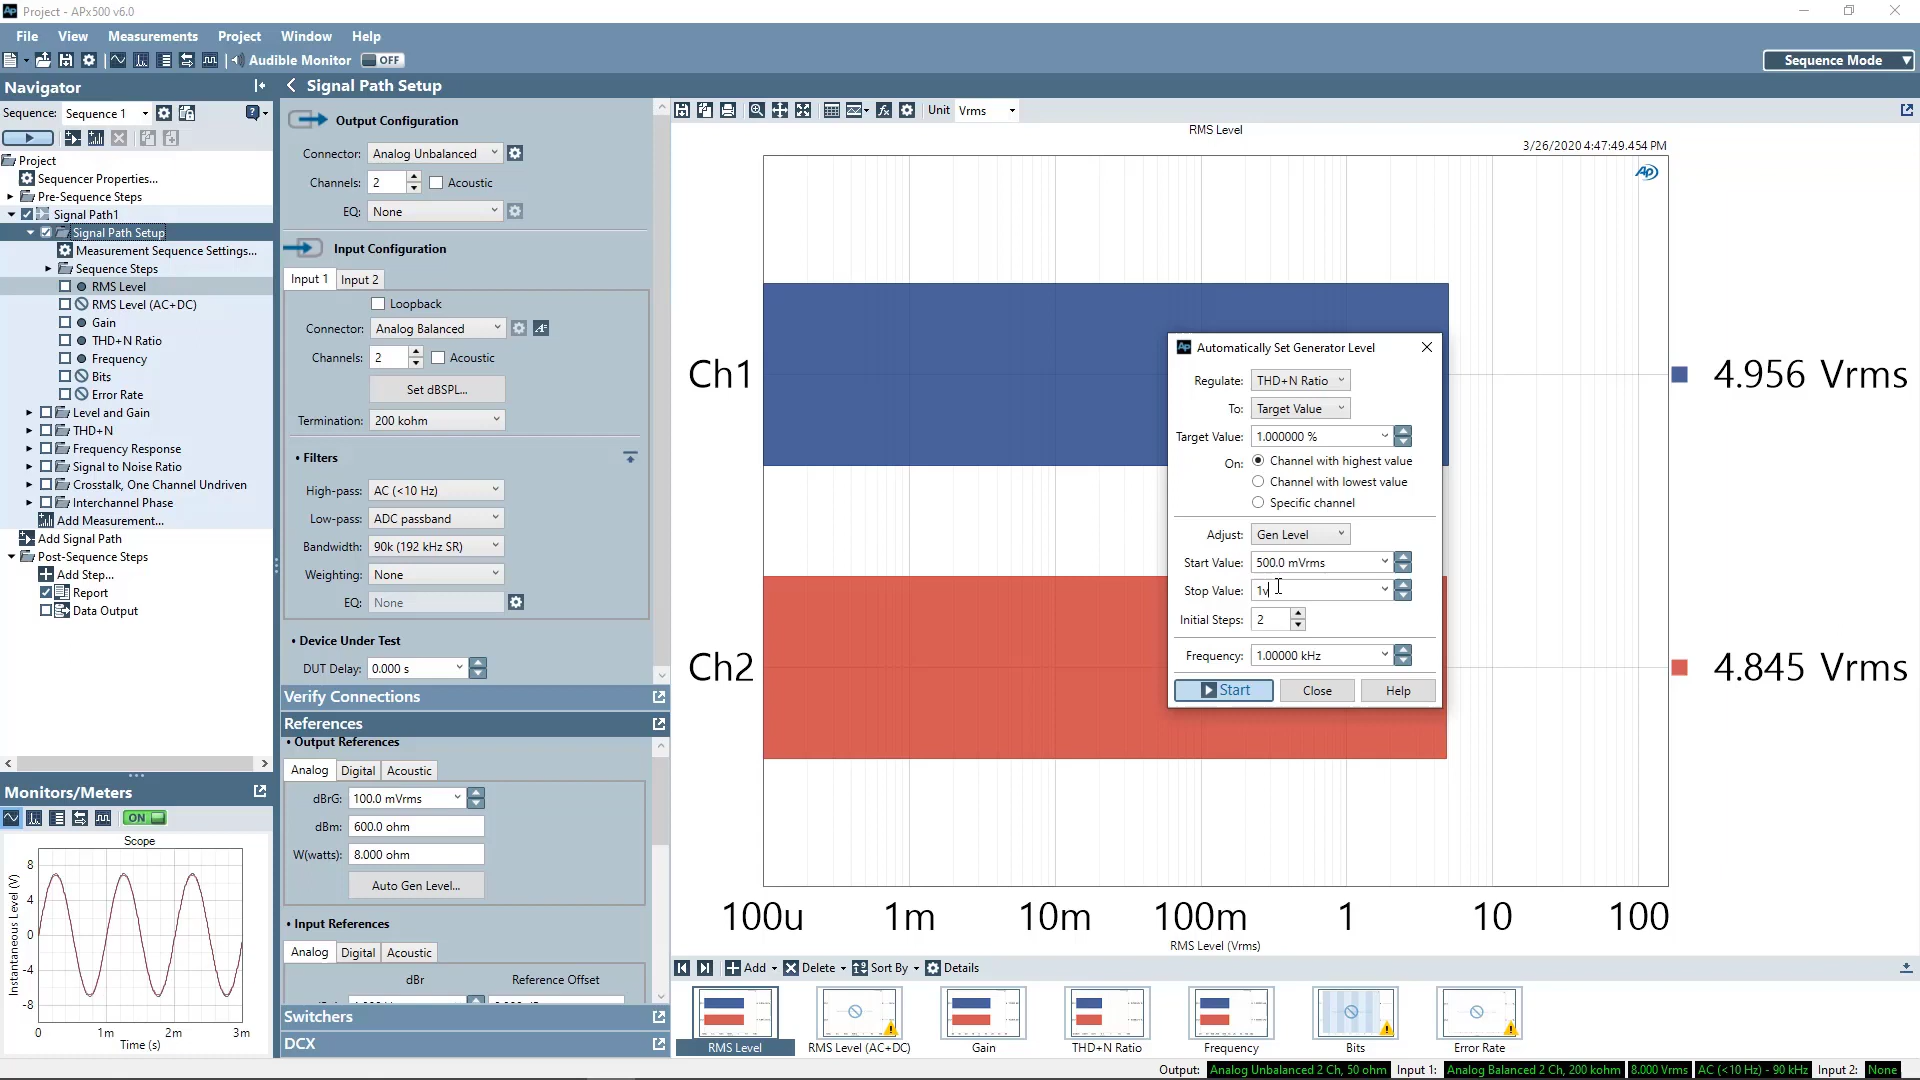 Project - APx500 v6.0
File View Measurements Project Window Help
Audible Monitor OFF
Sequence Mode
Navigator
Sequence: Sequence 1
Project
Sequencer Properties...
Pre-Sequence Steps
Signal Path1
Signal Path Setup
Measurement Sequence Settings...
Sequence Steps
RMS Level
RMS Level (AC+DC)
Gain
THD+N Ratio
Frequency
Bits
Error Rate
Level and Gain
THD+N
Frequency Response
Signal to Noise Ratio
Crosstalk, One Channel Undriven
Interchannel Phase
Add Measurement...
Add Signal Path
Post-Sequence Steps
Add Step...
Report
Data Output
Monitors/Meters
ON
Scope
Instantaneous Level (V)
8
4
0
-4
-8
0 1m 2m 3m
Time (s)
Signal Path Setup
Output Configuration
Connector: Analog Unbalanced
Channels: 2 Acoustic
EQ: None
Input Configuration
Input 1 Input 2
Loopback
Connector: Analog Balanced
Channels: 2 Acoustic
Set dBSPL...
Termination: 200 kohm
• Filters
High-pass: AC (<10 Hz)
Low-pass: ADC passband
Bandwidth: 90k (192 kHz SR)
Weighting: None
EQ: None
• Device Under Test
DUT Delay: 0.000 s
Verify Connections
References
• Output References
Analog Digital Acoustic
dBrG: 100.0 mVrms
dBm: 600.0 ohm
W(watts): 8.000 ohm
Auto Gen Level...
• Input References
Analog Digital Acoustic
dBr Reference Offset
Switchers
DCX
Unit Vrms
RMS Level
3/26/2020 4:47:49.454 PM
AP
Ch1
4.956 Vrms
Ch2
4.845 Vrms
100u 1m 10m 100m 1 10 100
RMS Level (Vrms)
Automatically Set Generator Level
Regulate: THD+N Ratio
To: Target Value
Target Value: 1.000000 %
On: Channel with highest value
Channel with lowest value
Specific channel
Adjust: Gen Level
Start Value: 500.0 mVrms
Stop Value: 1v
Initial Steps: 2
Frequency: 1.00000 kHz
Start Close Help
Add Delete Sort By Details
RMS Level RMS Level (AC+DC) Gain THD+N Ratio Frequency Bits Error Rate
Output: Analog Unbalanced 2 Ch, 50 ohm Input 1: Analog Balanced 2 Ch, 200 kohm 8.000 Vrms AC (<10 Hz) - 90 kHz Input 2: None